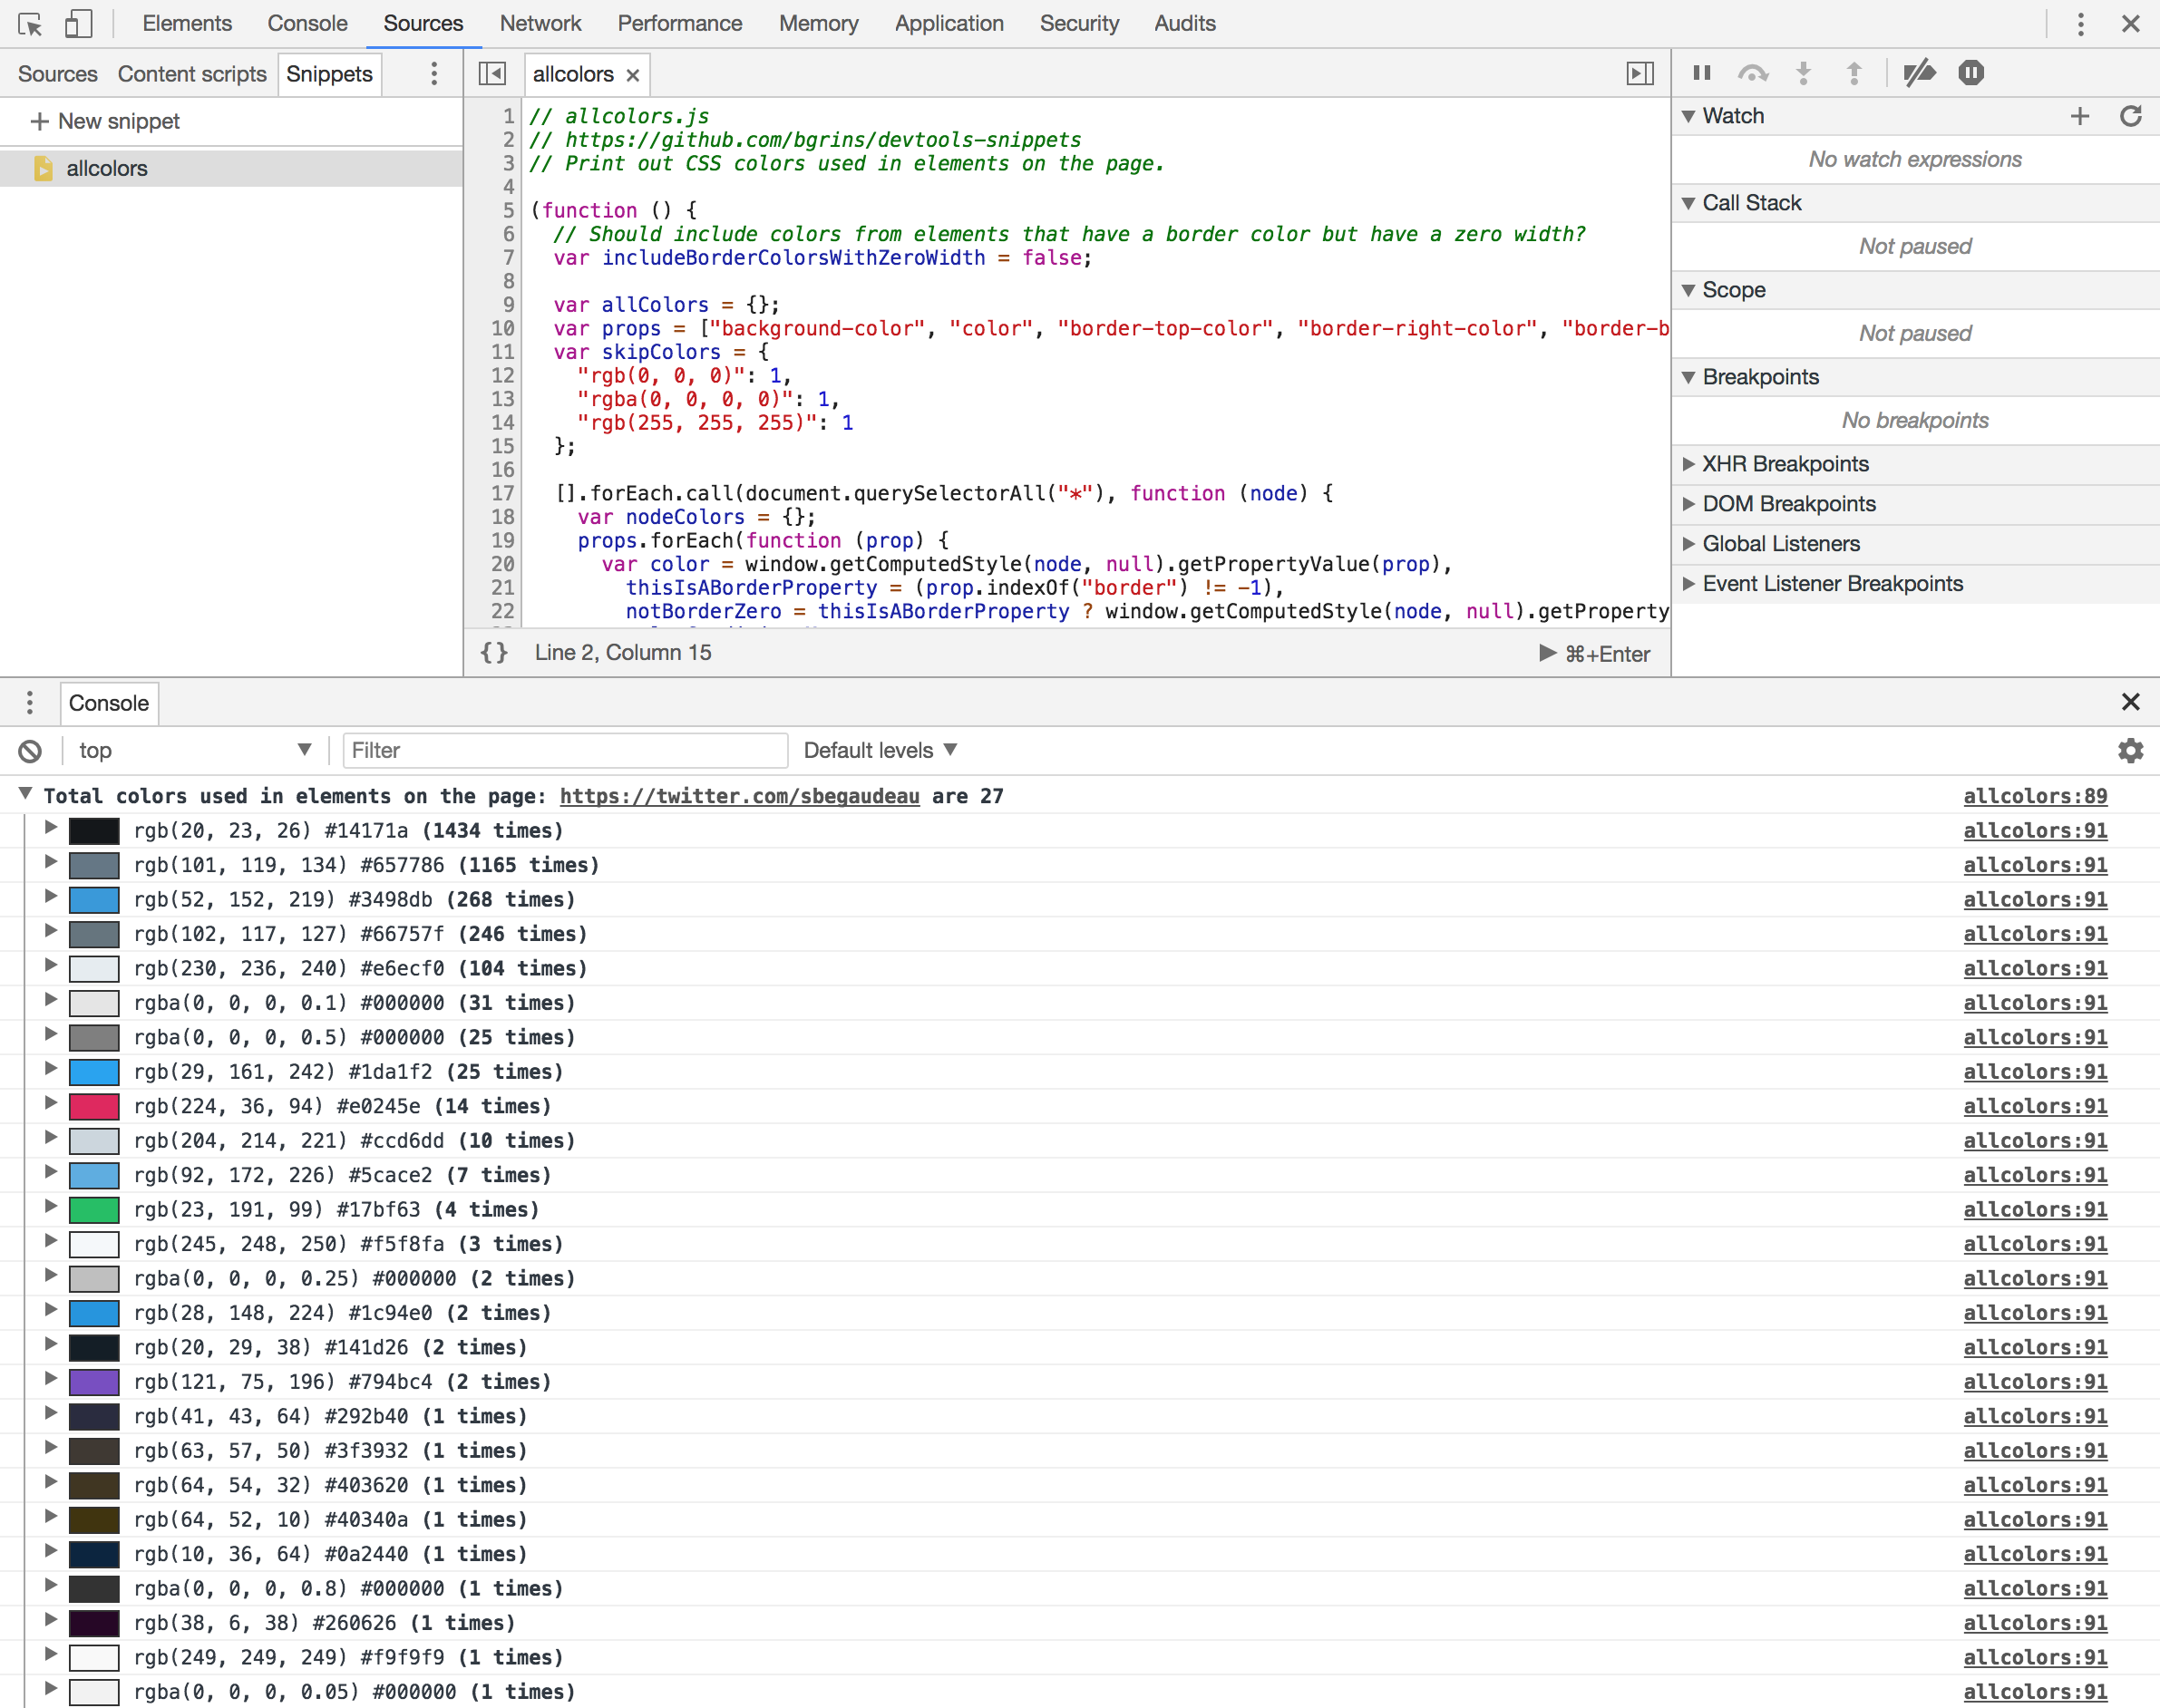 Elements Console Sources Network Performance Memory Application Security Audits
Sources Content scripts Snippets
New snippet
allcolors
allcolors
1 // allcolors.js
2 // https://github.com/bgrins/devtools-snippets
3 // Print out CSS colors used in elements on the page.
4
5 (function () {
6 // Should include colors from elements that have a border color but have a zero width?
7 var includeBorderColorsWithZeroWidth = false;
8
9 var allColors = {};
10 var props = ["background-color", "color", "border-top-color", "border-right-color", "border-b
11 var skipColors = {
12 "rgb(0, 0, 0)": 1,
13 "rgba(0, 0, 0, 0)": 1,
14 "rgb(255, 255, 255)": 1
15 };
16
17 [].forEach.call(document.querySelectorAll("*"), function (node) {
18 var nodeColors = {};
19 props.forEach(function (prop) {
20 var color = window.getComputedStyle(node, null).getPropertyValue(prop),
21 thisIsABorderProperty = (prop.indexOf("border") != -1),
22 notBorderZero = thisIsABorderProperty ? window.getComputedStyle(node, null).getProperty
{} Line 2, Column 15
⌘+Enter
Watch
No watch expressions
Call Stack
Not paused
Scope
Not paused
Breakpoints
No breakpoints
XHR Breakpoints
DOM Breakpoints
Global Listeners
Event Listener Breakpoints
Console
top Filter Default levels
Total colors used in elements on the page: https://twitter.com/sbegaudeau are 27 allcolors:89
rgb(20, 23, 26) #14171a (1434 times) allcolors:91
rgb(101, 119, 134) #657786 (1165 times) allcolors:91
rgb(52, 152, 219) #3498db (268 times) allcolors:91
rgb(102, 117, 127) #66757f (246 times) allcolors:91
rgb(230, 236, 240) #e6ecf0 (104 times) allcolors:91
rgba(0, 0, 0, 0.1) #000000 (31 times) allcolors:91
rgba(0, 0, 0, 0.5) #000000 (25 times) allcolors:91
rgb(29, 161, 242) #1da1f2 (25 times) allcolors:91
rgb(224, 36, 94) #e0245e (14 times) allcolors:91
rgb(204, 214, 221) #ccd6dd (10 times) allcolors:91
rgb(92, 172, 226) #5cace2 (7 times) allcolors:91
rgb(23, 191, 99) #17bf63 (4 times) allcolors:91
rgb(245, 248, 250) #f5f8fa (3 times) allcolors:91
rgba(0, 0, 0, 0.25) #000000 (2 times) allcolors:91
rgb(28, 148, 224) #1c94e0 (2 times) allcolors:91
rgb(20, 29, 38) #141d26 (2 times) allcolors:91
rgb(121, 75, 196) #794bc4 (2 times) allcolors:91
rgb(41, 43, 64) #292b40 (1 times) allcolors:91
rgb(63, 57, 50) #3f3932 (1 times) allcolors:91
rgb(64, 54, 32) #403620 (1 times) allcolors:91
rgb(64, 52, 10) #40340a (1 times) allcolors:91
rgb(10, 36, 64) #0a2440 (1 times) allcolors:91
rgba(0, 0, 0, 0.8) #000000 (1 times) allcolors:91
rgb(38, 6, 38) #260626 (1 times) allcolors:91
rgb(249, 249, 249) #f9f9f9 (1 times) allcolors:91
rgba(0, 0, 0, 0.05) #000000 (1 times) allcolors:91